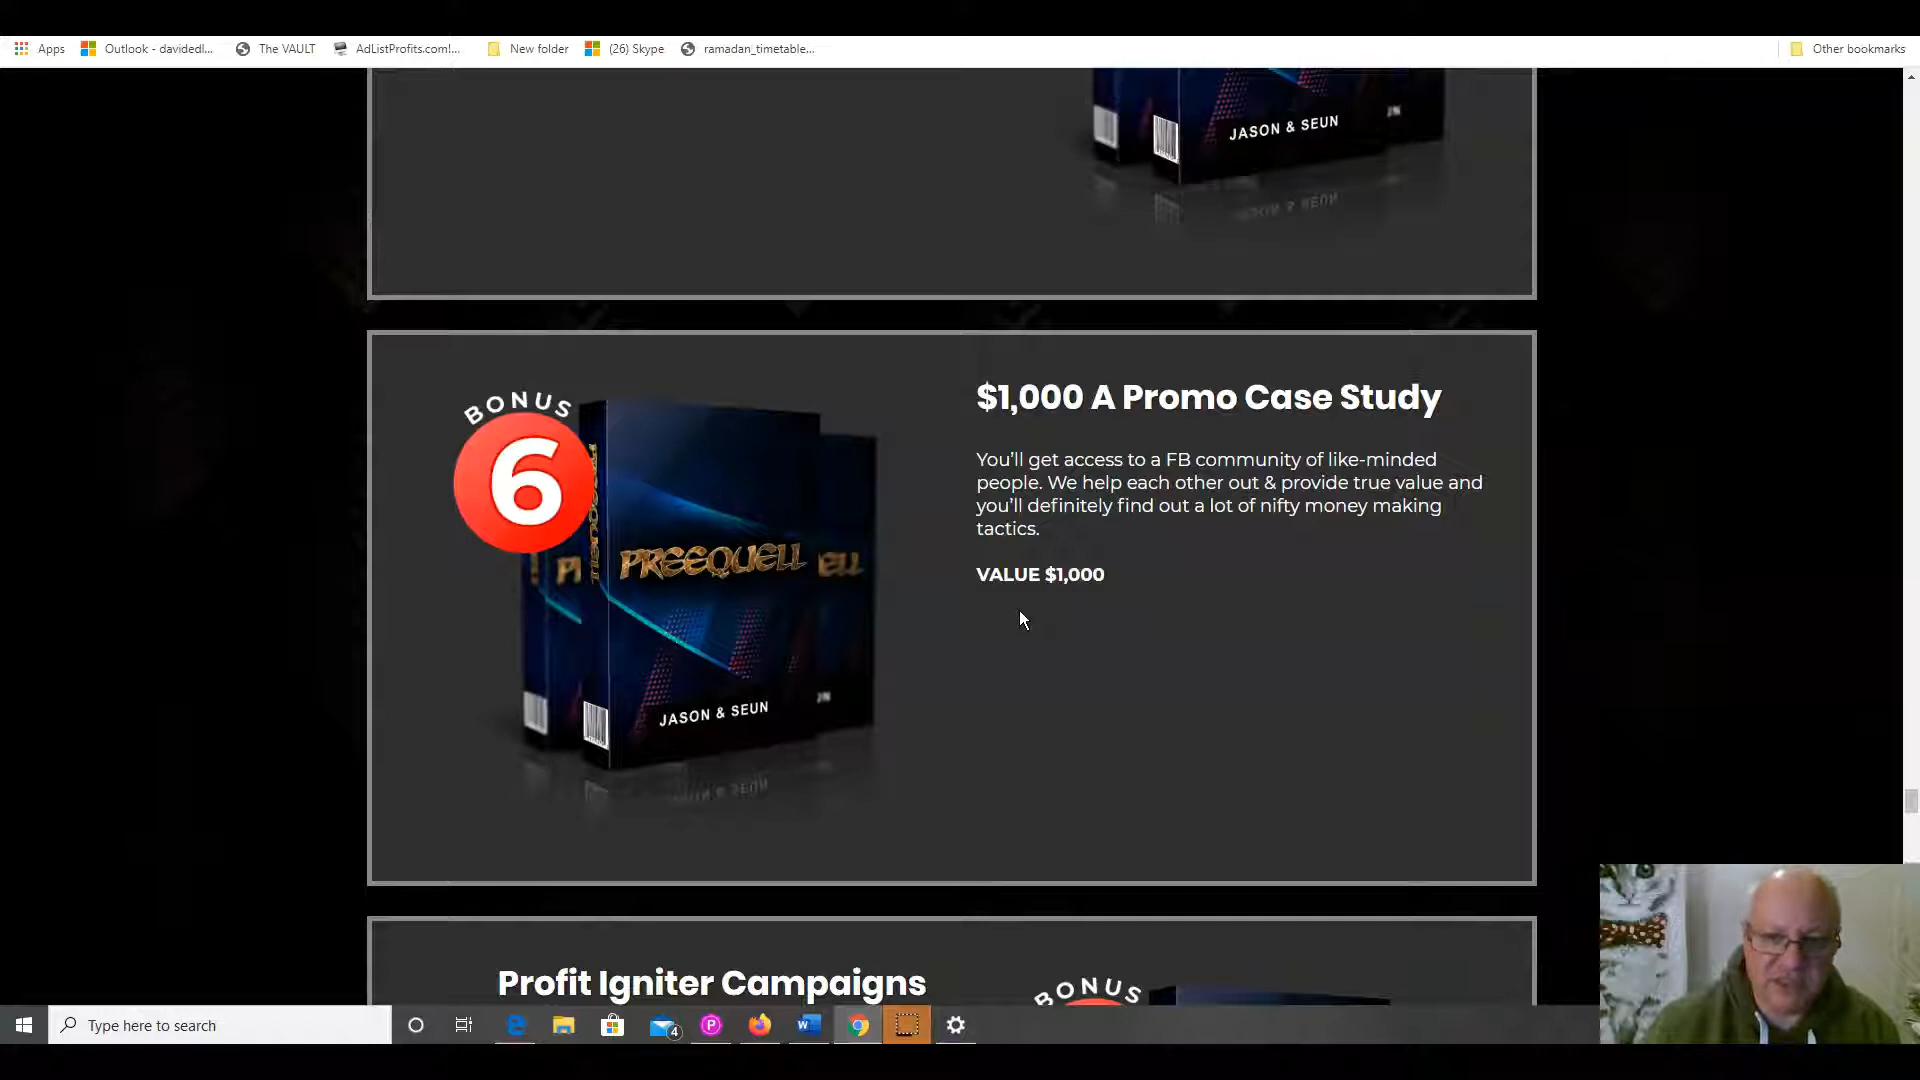 Apps
Outlook - davidedl...
The VAULT
AdListProfits.com!...
New folder
(26) Skype
ramadan_timetable...
Other bookmarks
JASON & SEUN
BONUS
6
PREEQUELL
JASON & SEUN
$1,000 A Promo Case Study
You'll get access to a FB community of like-minded
people. We help each other out & provide true value and
you'll definitely find out a lot of nifty money making
tactics.
VALUE $1,000
Profit Igniter Campaigns
BONUS
Type here to search
4